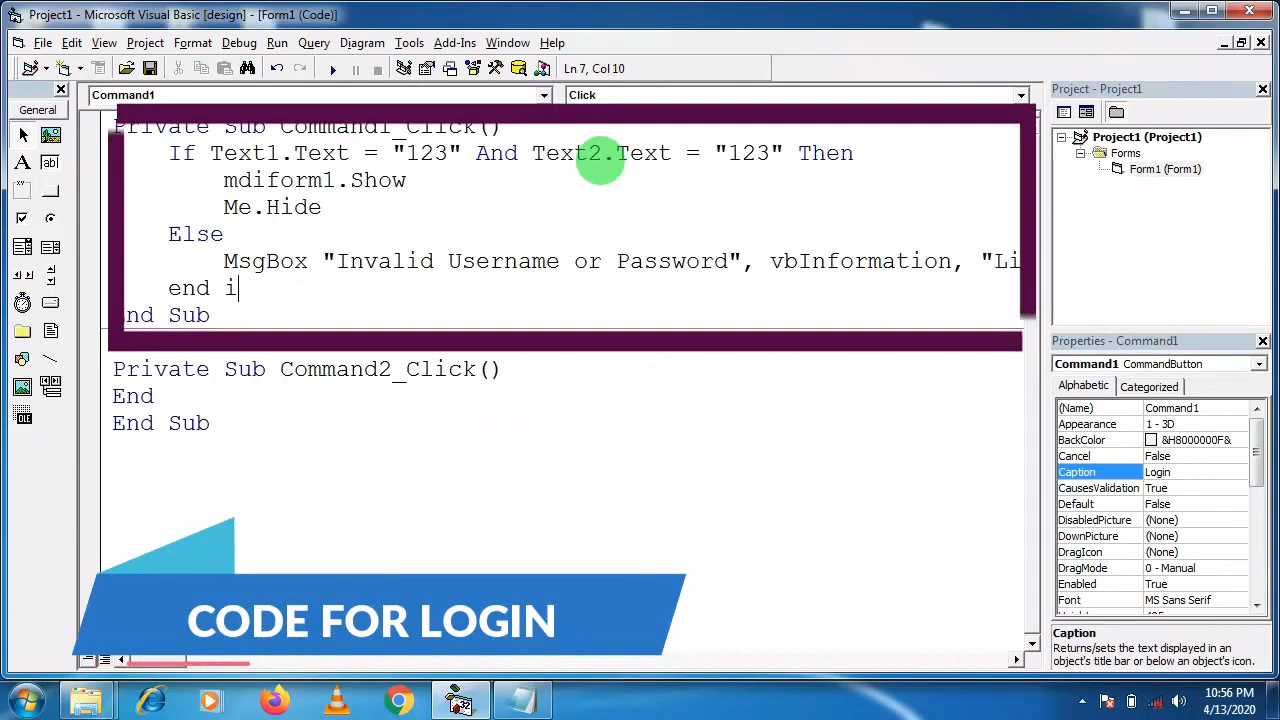 Project1 - Microsoft Visual Basic [design] - [Form1 (Code)]
File Edit View Project Format Debug Run Query Diagram Tools Add-Ins Window Help
Ln 7, Col 10
General
Command1
Click
Private Sub Command1_Click()
If Text1.Text = "123" And Text2.Text = "123" Then
mdiform1.Show
Me.Hide
Else
MsgBox "Invalid Username or Password", vbInformation, "Li
end i
End Sub
Private Sub Command2_Click()
End
End Sub
CODE FOR LOGIN
Project - Project1
Project1 (Project1)
Forms
Form1 (Form1)
Properties - Command1
Command1 CommandButton
Alphabetic Categorized
(Name) Command1
Appearance 1 - 3D
BackColor &H8000000F&
Cancel False
Caption Login
CausesValidation True
Default False
DisabledPicture (None)
DownPicture (None)
DragIcon (None)
DragMode 0 - Manual
Enabled True
Font MS Sans Serif
Caption
Returns/sets the text displayed in an
object's title bar or below an object's icon.
10:56 PM
4/13/2020